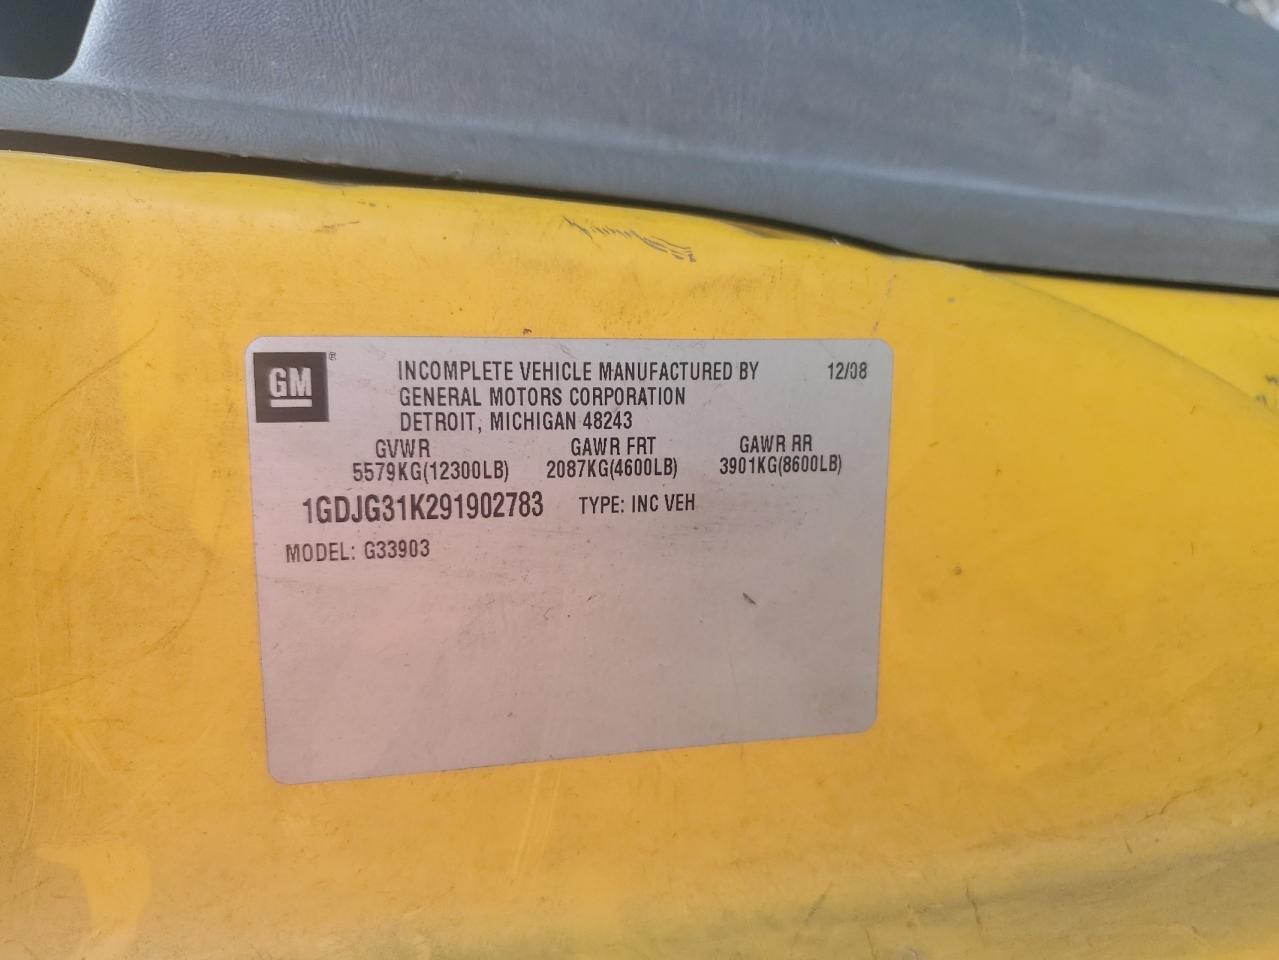 GM ®
INCOMPLETE VEHICLE MANUFACTURED BY 12/08
GENERAL MOTORS CORPORATION
DETROIT, MICHIGAN 48243
GVWR GAWR FRT GAWR RR
5579KG(12300LB) 2087KG(4600LB) 3901KG(8600LB)
1GDJG31K291902783 TYPE: INC VEH
MODEL: G33903